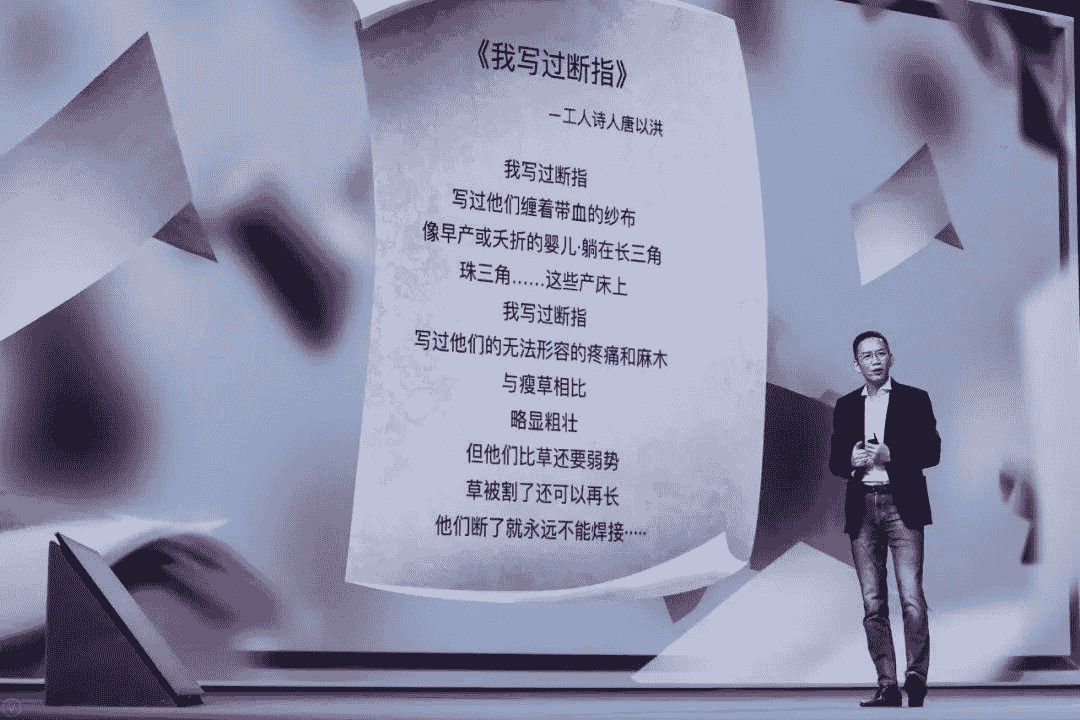 《我写过断指》
—工人诗人唐以洪
我写过断指
写过他们缠着带血的纱布
像早产或夭折的婴儿·躺在长三角
珠三角……这些产床上
我写过断指
写过他们的无法形容的疼痛和麻木
与瘦草相比
略显粗壮
但他们比草还要弱势
草被割了还可以再长
他们断了就永远不能焊接·····